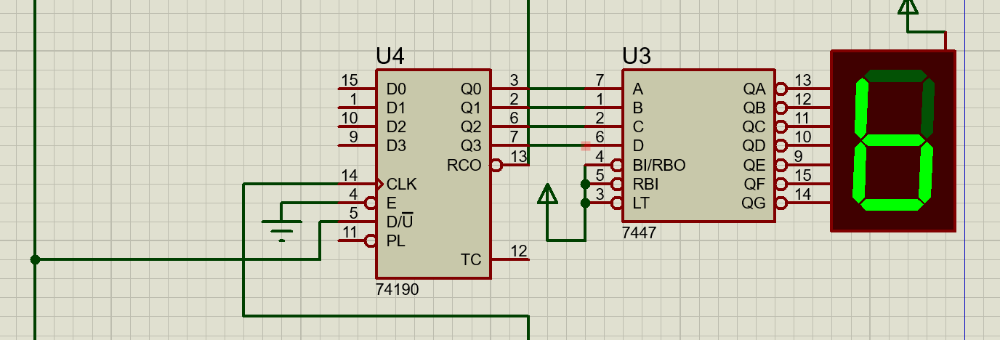 U4
15 D0 Q0 3
1 D1 Q1 2
10 D2 Q2 6
9 D3 Q3 7
RCO 13
14 CLK
4 E
5 D/U̅
11 PL
TC 12
74190
U3
7 A QA 13
1 B QB 12
2 C QC 11
6 D QD 10
4 BI/RBO QE 9
5 RBI QF 15
3 LT QG 14
7447